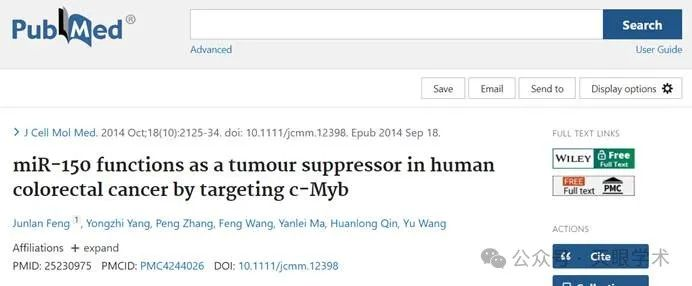 PubMed®
Search
Advanced
User Guide
Save
Email
Send to
Display options
> J Cell Mol Med. 2014 Oct;18(10):2125-34. doi: 10.1111/jcmm.12398. Epub 2014 Sep 18.
miR-150 functions as a tumour suppressor in human
colorectal cancer by targeting c-Myb
Junlan Feng 1, Yongzhi Yang, Peng Zhang, Feng Wang, Yanlei Ma, Huanlong Qin, Yu Wang
Affiliations + expand
PMID: 25230975 PMCID: PMC4244026 DOI: 10.1111/jcmm.12398
FULL TEXT LINKS
WILEY Free
Full Text
FREE
Full text PMC
ACTIONS
Cite
公众号 · 天眼学术